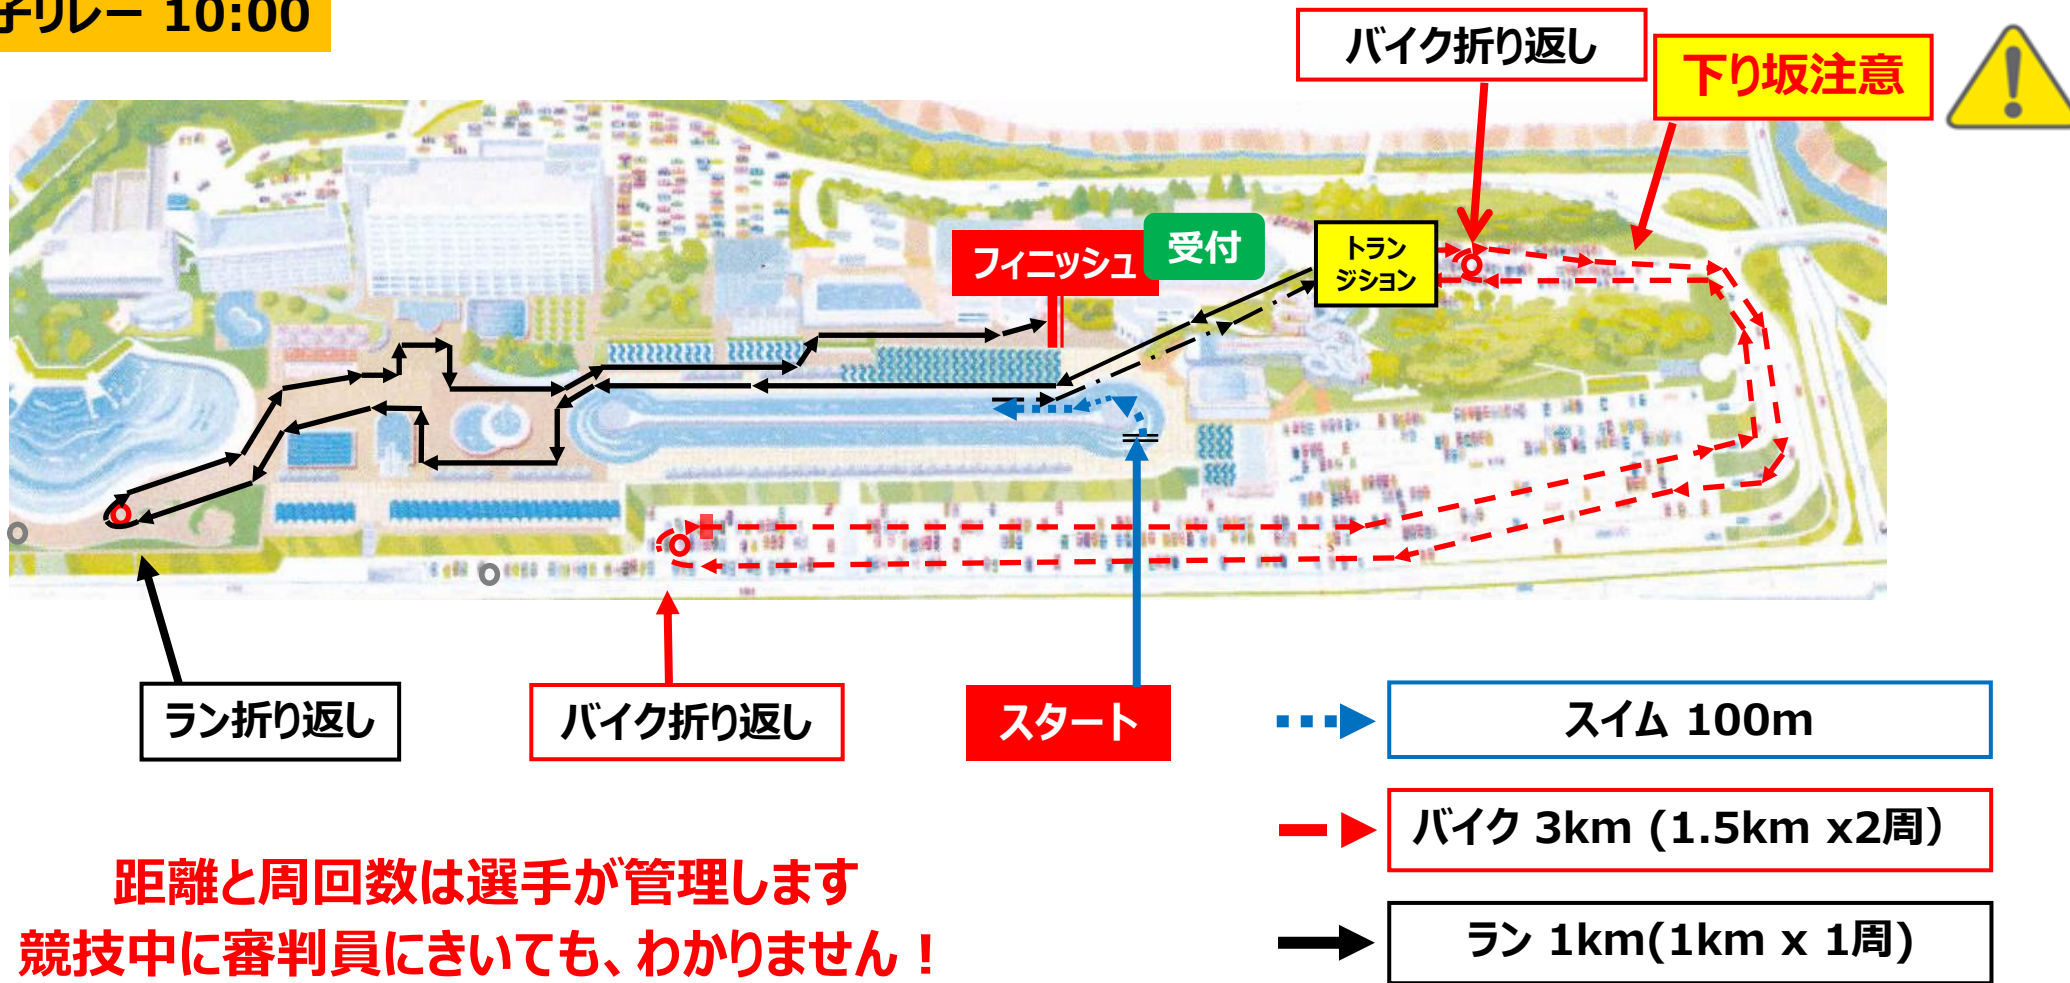 子リレー 10:00
バイク折り返し
下り坂注意
フィニッシュ
受付
トラン
ジション
ラン折り返し
バイク折り返し
スタート
スイム 100m
バイク 3km (1.5km x2周）
ラン 1km(1km x 1周)
距離と周回数は選手が管理します
競技中に審判員にきいても、わかりません！